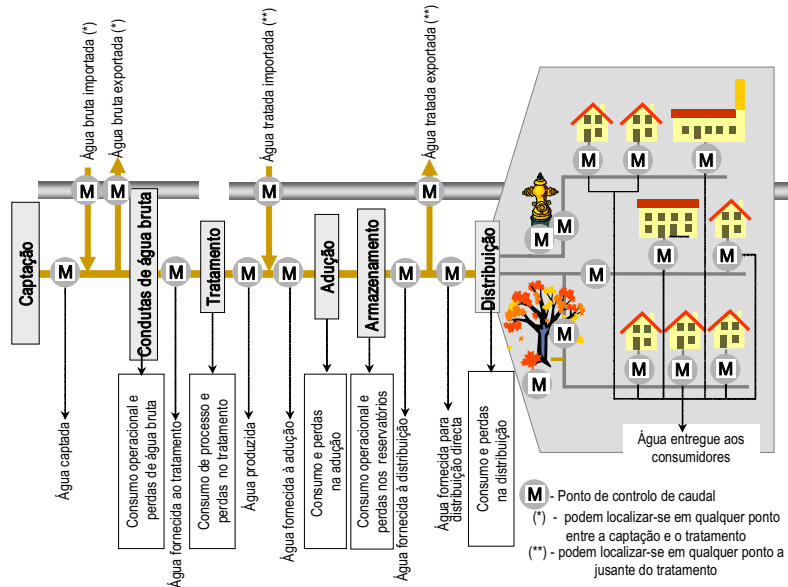 Água bruta importada (*)
Água bruta exportada (*)
Água tratada importada (**)
Água tratada exportada (**)
M
M
M
M
Captação
M
Condutas de água bruta
M
Tratamento
M
M
Adução
Armazenamento
M
M
Distribuição
M
M
M
M
M
M
M
M
M
M
M
M
M
M
Água captada
Consumo operacional e
perdas de água bruta
Água fornecida ao tratamento
Consumo de processo e
perdas no tratamento
Água produzida
Água fornecida à adução
Consumo e perdas
na adução
Consumo operacional e
perdas nos reservatórios
Água fornecida à distribuição
Água fornecida para
distribuição directa
Consumo e perdas
na distribuição
Água entregue aos
consumidores
M - Ponto de controlo de caudal
(*) - podem localizar-se em qualquer ponto
entre a captação e o tratamento
(**) - podem localizar-se em qualquer ponto a
jusante do tratamento